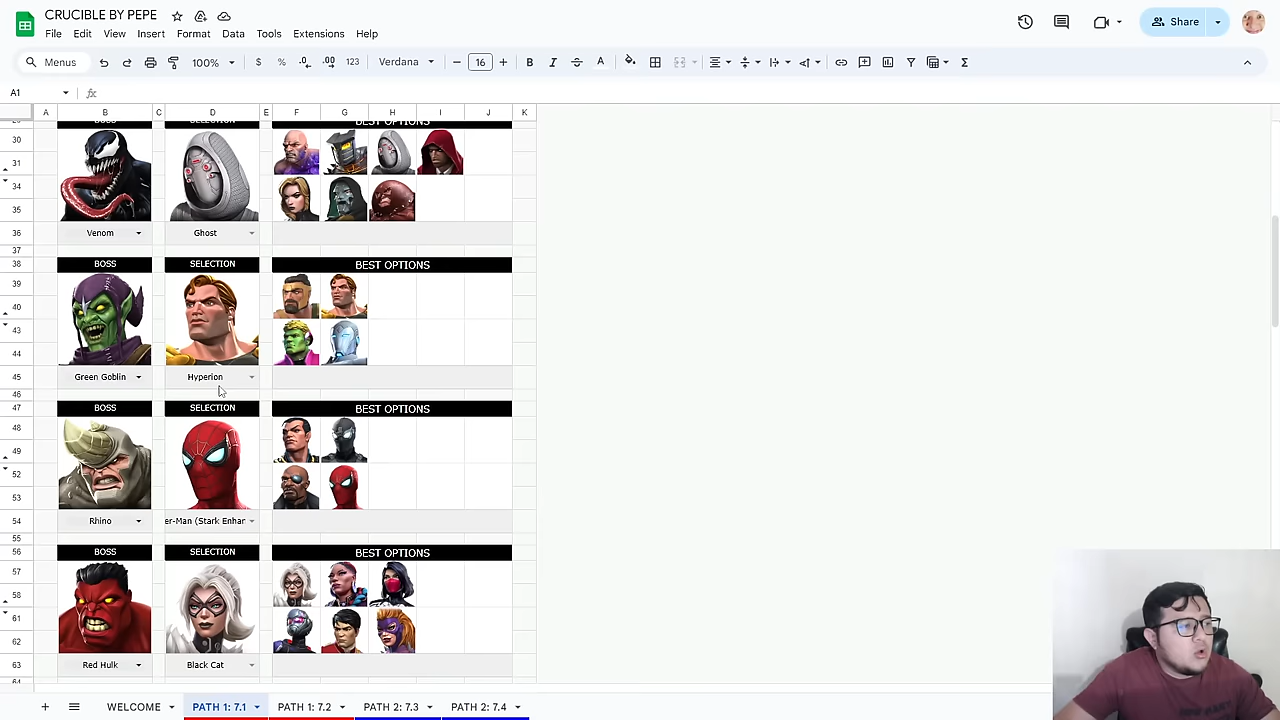 CRUCIBLE BY PEPE
File Edit View Insert Format Data Tools Extensions Help
Share
Menus 100% $ % .0 .00 123 Verdana 16 B I A Σ
A1 fx
A B C D E F G H I J K
BEST OPTIONS
30
31
34
35
36 Venom Ghost
37
38 BOSS SELECTION BEST OPTIONS
39
40
43
44
45 Green Goblin Hyperion
46
47 BOSS SELECTION BEST OPTIONS
48
49
52
53
54 Rhino er-Man (Stark Enhar
55
56 BOSS SELECTION BEST OPTIONS
57
58
61
62
63 Red Hulk Black Cat
WELCOME PATH 1: 7.1 PATH 1: 7.2 PATH 2: 7.3 PATH 2: 7.4